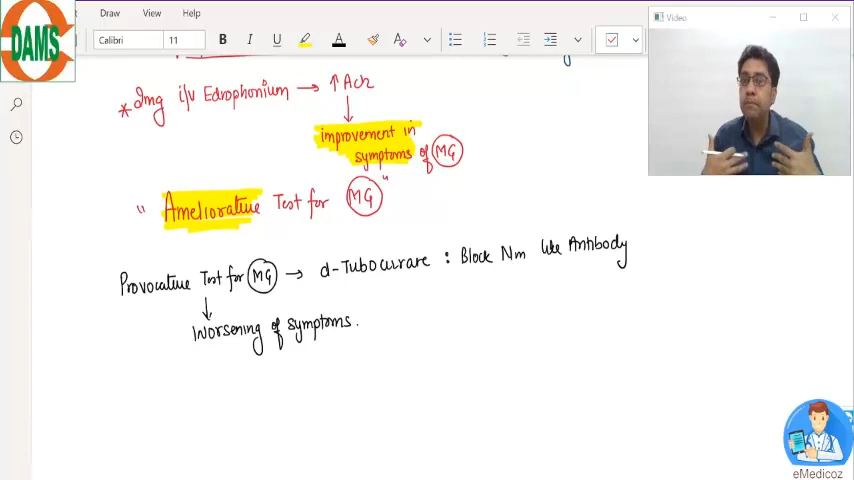 Draw View Help
Video
DAMS
Calibri 11 B I U A
* 2mg i/v Edrophonium → ↑ Ach
improvement in
symptoms of MG
" Ameliorative Test for MG "
Provocative Test for MG → d-Tubocurare : Block Nm like Antibody
Worsening of symptoms.
eMedicoz